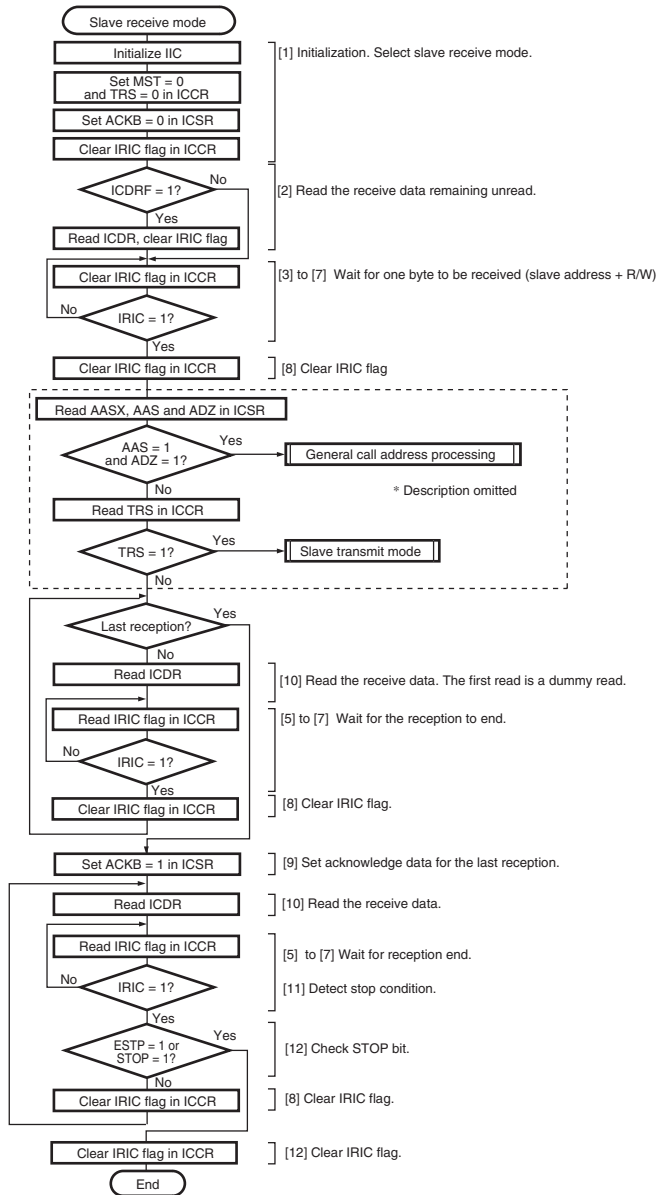 Slave receive mode
Initialize IIC
[1] Initialization. Select slave receive mode.
Set MST = 0
and TRS = 0 in ICCR
Set ACKB = 0 in ICSR
Clear IRIC flag in ICCR
ICDRF = 1?
No
[2] Read the receive data remaining unread.
Yes
Read ICDR, clear IRIC flag
Clear IRIC flag in ICCR
[3] to [7] Wait for one byte to be received (slave address + R/W)
No
IRIC = 1?
Yes
Clear IRIC flag in ICCR
[8] Clear IRIC flag
Read AASX, AAS and ADZ in ICSR
AAS = 1
and ADZ = 1?
Yes
General call address processing
No
* Description omitted
Read TRS in ICCR
TRS = 1?
Yes
Slave transmit mode
No
Last reception?
Yes
No
Read ICDR
[10] Read the receive data. The first read is a dummy read.
Read IRIC flag in ICCR
[5] to [7] Wait for the reception to end.
No
IRIC = 1?
Yes
Clear IRIC flag in ICCR
[8] Clear IRIC flag.
Set ACKB = 1 in ICSR
[9] Set acknowledge data for the last reception.
Read ICDR
[10] Read the receive data.
Read IRIC flag in ICCR
[5] to [7] Wait for reception end.
No
IRIC = 1?
[11] Detect stop condition.
Yes
ESTP = 1 or
STOP = 1?
Yes
[12] Check STOP bit.
No
Clear IRIC flag in ICCR
[8] Clear IRIC flag.
Clear IRIC flag in ICCR
[12] Clear IRIC flag.
End